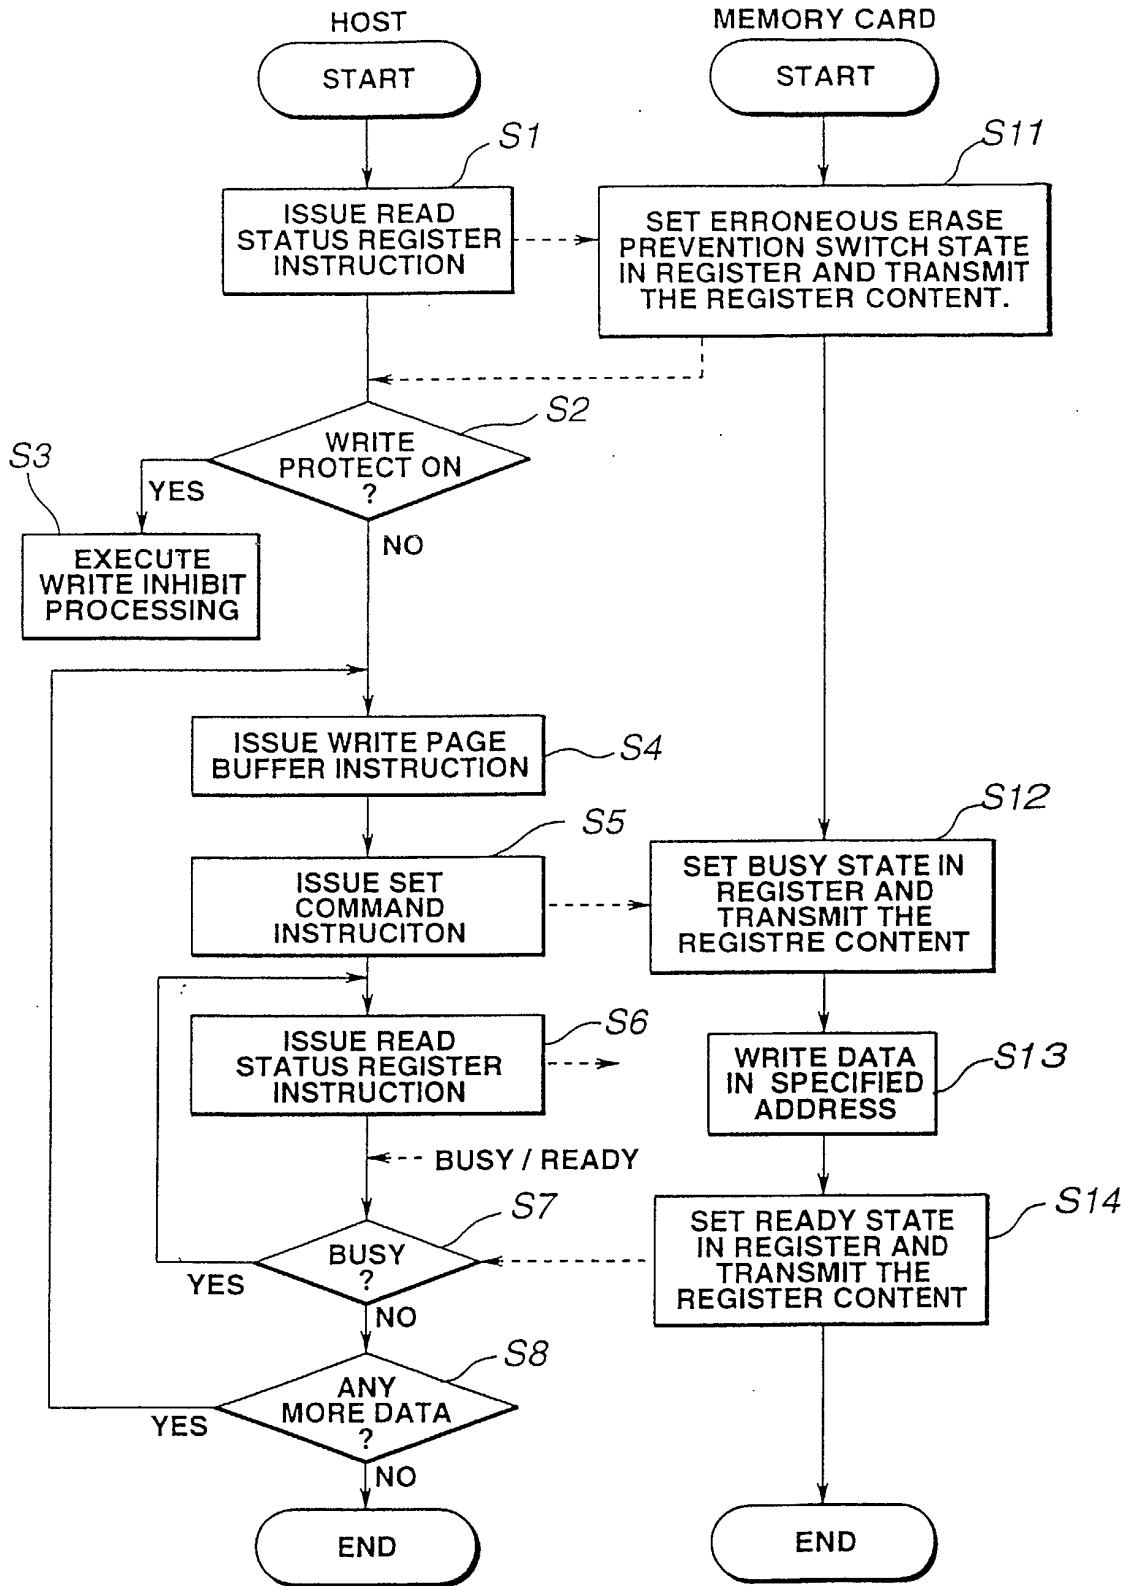 HOST
MEMORY CARD
START
START
S1
S11
ISSUE READ
STATUS REGISTER
INSTRUCTION
SET ERRONEOUS ERASE
PREVENTION SWITCH STATE
IN REGISTER AND TRANSMIT
THE REGISTER CONTENT.
S2
WRITE
PROTECT ON
?
S3
YES
NO
EXECUTE
WRITE INHIBIT
PROCESSING
ISSUE WRITE PAGE
BUFFER INSTRUCTION
S4
S5
S12
ISSUE SET
COMMAND
INSTRUCITON
SET BUSY STATE IN
REGISTER AND
TRANSMIT THE
REGISTRE CONTENT
S6
ISSUE READ
STATUS REGISTER
INSTRUCTION
WRITE DATA
IN SPECIFIED
ADDRESS
S13
BUSY / READY
S7
S14
BUSY
?
YES
NO
SET READY STATE
IN REGISTER AND
TRANSMIT THE
REGISTER CONTENT
S8
ANY
MORE DATA
?
YES
NO
END
END